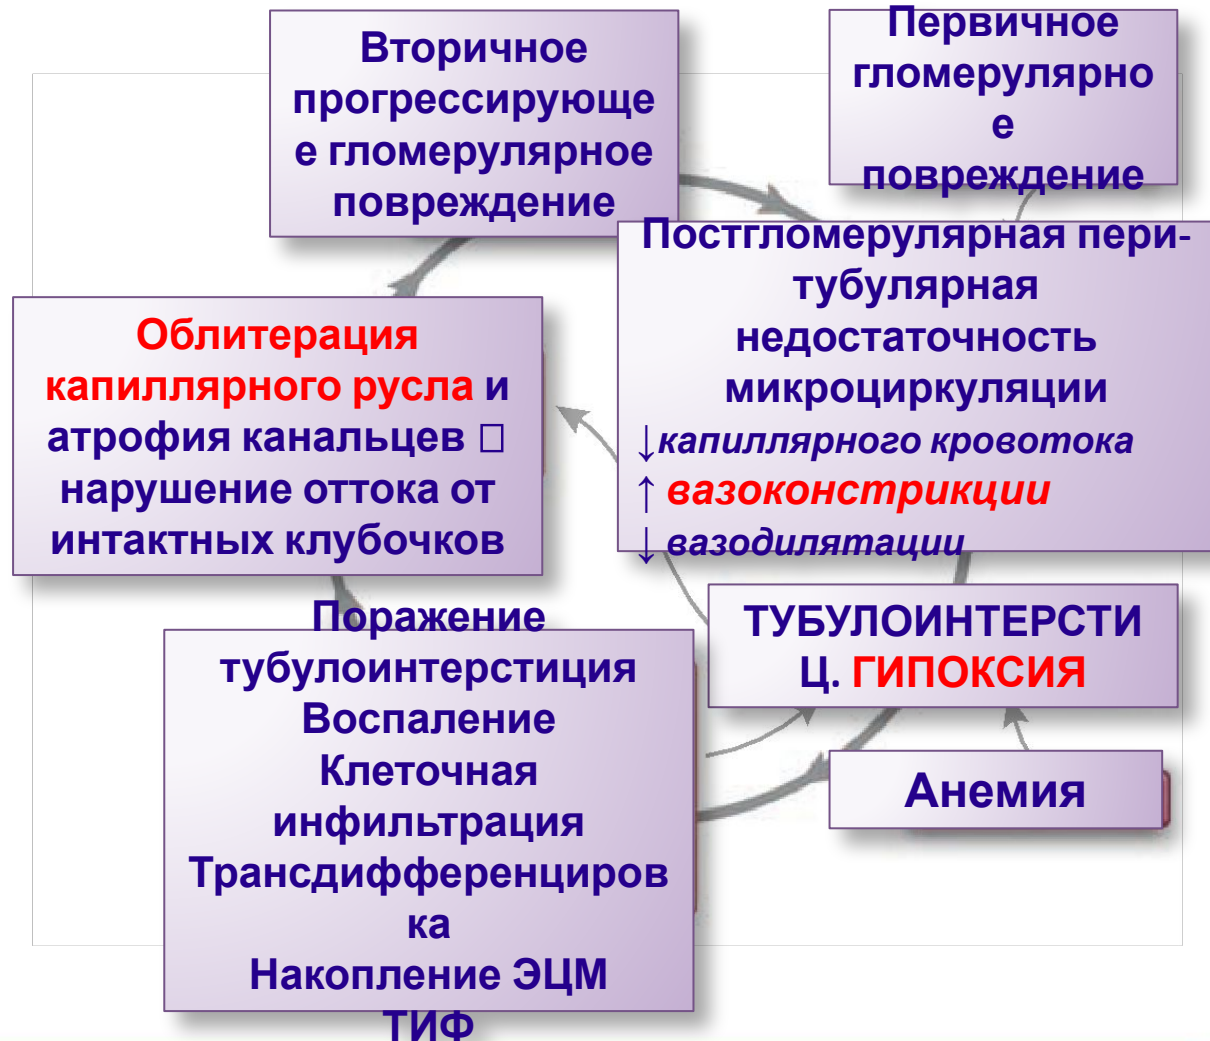 Вторичное
прогрессирующе
е гломерулярное
повреждение
Первичное
гломерулярно
е
повреждение
Постгломерулярная пери-
тубулярная
недостаточность
микроциркуляции
↓капиллярного кровотока
↑ вазоконстрикции
↓ вазодилятации
Облитерация
капиллярного русла и
атрофия канальцев □
нарушение оттока от
интактных клубочков
ТУБУЛОИНТЕРСТИ
Ц. ГИПОКСИЯ
Поражение
тубулоинтерстиция
Воспаление
Клеточная
инфильтрация
Трансдифференциров
ка
Накопление ЭЦМ
ТИФ
Анемия